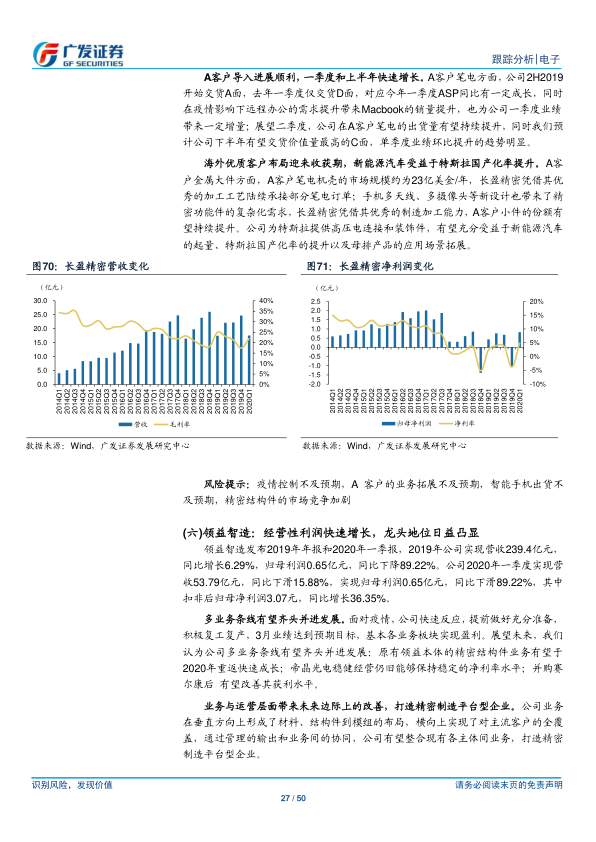 广发证券
GF SECURITIES
跟踪分析|电子
A客户导入进展顺利，一季度和上半年快速增长。A客户笔电方面，公司2H2019
开始交货A面，去年一季度仅交货D面，对应今年一季度ASP同比有一定成长，同时
在疫情影响下远程办公的需求提升带来Macbook的销量提升，也为公司一季度业绩
带来一定增量；展望二季度，公司在A客户笔电的出货量有望持续提升，同时我们预
计公司下半年有望交货价值量最高的C面，单季度业绩环比提升的趋势明显。
海外优质客户布局迎来收获期，新能源汽车受益于特斯拉国产化率提升。A客
户金属大件方面，A客户笔电机壳的市场规模约为23亿美金/年，长盈精密凭借其优
秀的加工工艺陆续承接部分笔电订单；手机多天线、多摄像头等新设计也带来了精
密功能件的复杂化需求，长盈精密凭借其优秀的制造加工能力，A客户小件的份额有
望持续提升。公司为特斯拉提供高压电连接和装饰件，有望充分受益于新能源汽车
的起量、特斯拉国产化率的提升以及母排产品的应用场景拓展。
图70：长盈精密营收变化
（亿元）
30.0
25.0
20.0
15.0
10.0
5.0
0.0
40%
35%
30%
25%
20%
15%
10%
5%
0%
2014Q1
2014Q2
2014Q3
2014Q4
2015Q1
2015Q2
2015Q3
2015Q4
2016Q1
2016Q2
2016Q3
2016Q4
2017Q1
2017Q2
2017Q3
2017Q4
2018Q1
2018Q2
2018Q3
2018Q4
2019Q1
2019Q2
2019Q3
2019Q4
2020Q1
营收 毛利率
数据来源：Wind，广发证券发展研究中心
图71：长盈精密净利润变化
（亿元）
2.5
2.0
1.5
1.0
0.5
0.0
-0.5
-1.0
-1.5
-2.0
20%
15%
10%
5%
0%
-5%
-10%
2014Q1
2014Q2
2014Q3
2014Q4
2015Q1
2015Q2
2015Q3
2015Q4
2016Q1
2016Q2
2016Q3
2016Q4
2017Q1
2017Q2
2017Q3
2017Q4
2018Q1
2018Q2
2018Q3
2018Q4
2019Q1
2019Q2
2019Q3
2019Q4
2020Q1
归母净利润 净利率
数据来源：Wind，广发证券发展研究中心
风险提示：疫情控制不及预期，A 客户的业务拓展不及预期，智能手机出货不
及预期，精密结构件的市场竞争加剧
(六)领益智造：经营性利润快速增长，龙头地位日益凸显
领益智造发布2019年年报和2020年一季报，2019年公司实现营收239.4亿元，
同比增长6.29%，归母利润0.65亿元，同比下降89.22%。公司2020年一季度实现营
收53.79亿元，同比下滑15.88%，实现归母利润0.65亿元，同比下滑89.22%，其中
扣非后归母净利润3.07元，同比增长36.35%。
多业务条线有望齐头并进发展。面对疫情，公司快速反应，提前做好充分准备，
积极复工复产，3月业绩达到预期目标，基本各业务板块实现盈利。展望未来，我们
认为公司多业务条线有望齐头并进发展：原有领益本体的精密结构件业务有望于
2020年重返快速成长；帝晶光电稳健经营仍旧能够保持稳定的净利率水平；并购赛
尔康后 有望改善其获利水平。
业务与运营层面带来未来边际上的改善，打造精密制造平台型企业。公司业务
在垂直方向上形成了材料、结构件到模组的布局，横向上实现了对主流客户的全覆
盖，通过管理的输出和业务间的协同，公司有望整合现有各主体间业务，打造精密
制造平台型企业。
识别风险，发现价值
请务必阅读末页的免责声明
27 / 50